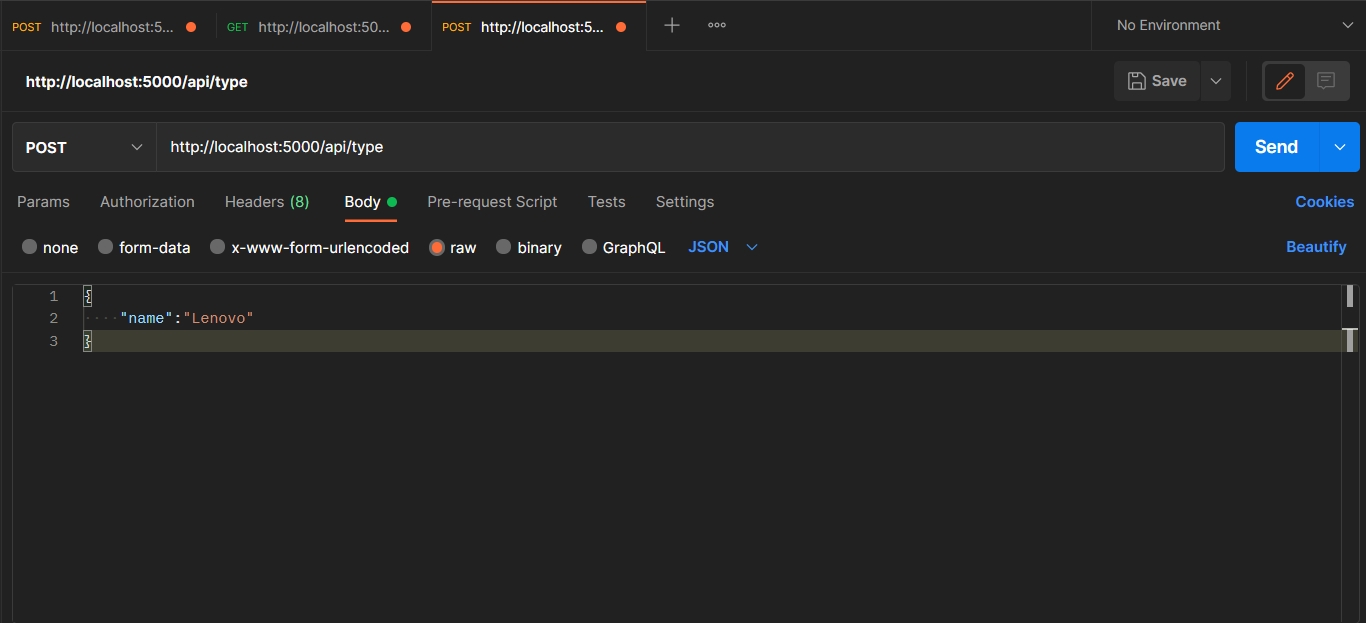 POST http://localhost:5... GET http://localhost:50... POST http://localhost:5... No Environment
http://localhost:5000/api/type Save
POST http://localhost:5000/api/type Send
Params Authorization Headers (8) Body Pre-request Script Tests Settings Cookies
none form-data x-www-form-urlencoded raw binary GraphQL JSON Beautify
1 {
2 "name":"Lenovo"
3 }